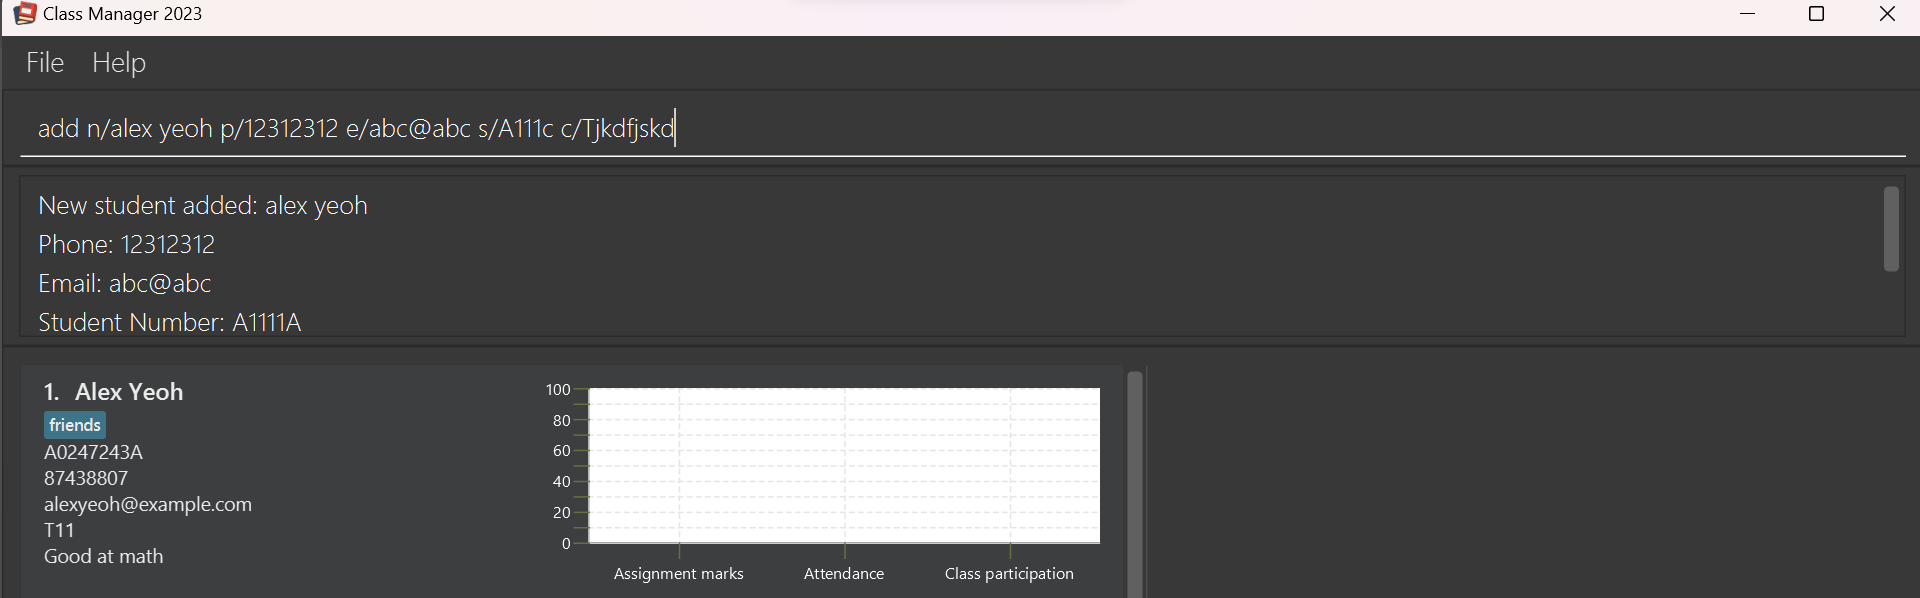 Class Manager 2023
File Help
add n/alex yeoh p/12312312 e/abc@abc s/A111c c/Tjkdfjskd
New student added: alex yeoh
Phone: 12312312
Email: abc@abc
Student Number: A1111A
1. Alex Yeoh
friends
A0247243A
87438807
alexyeoh@example.com
T11
Good at math
100
80
60
40
20
0
Assignment marks Attendance Class participation